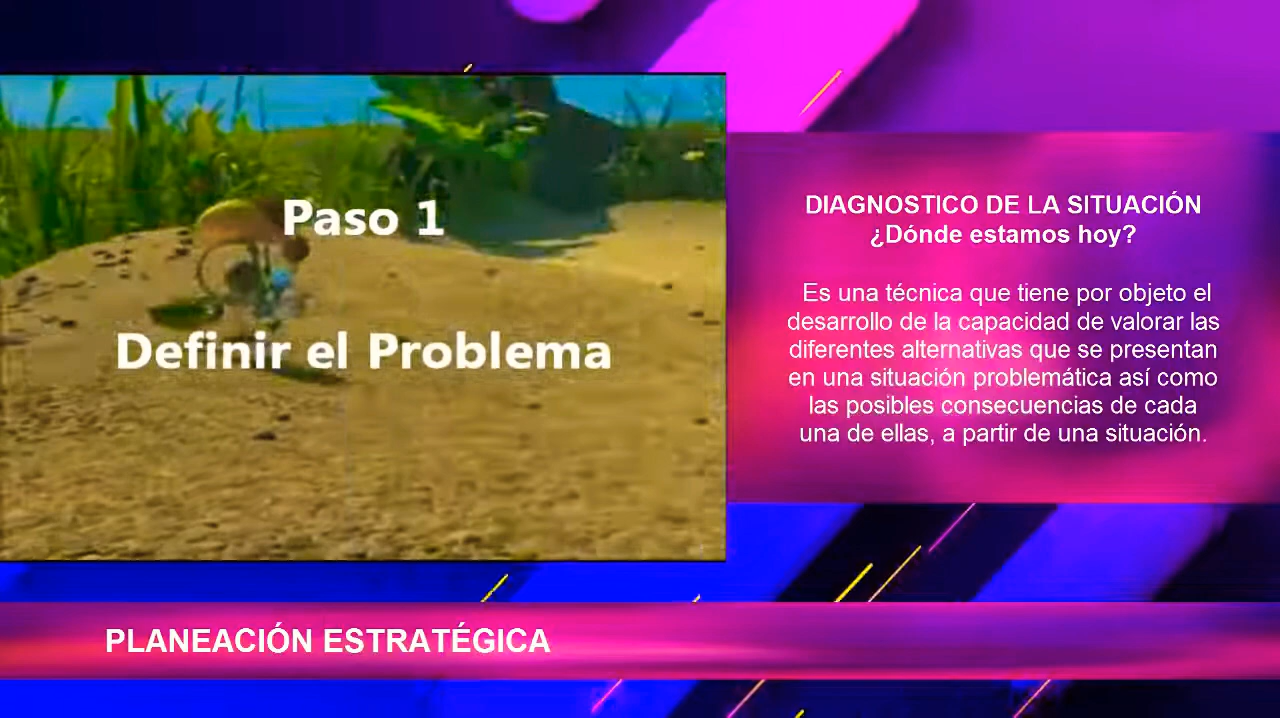 Paso 1
Definir el Problema
DIAGNOSTICO DE LA SITUACIÓN
¿Dónde estamos hoy?
Es una técnica que tiene por objeto el
desarrollo de la capacidad de valorar las
diferentes alternativas que se presentan
en una situación problemática así como
las posibles consecuencias de cada
una de ellas, a partir de una situación.
PLANEACIÓN ESTRATÉGICA